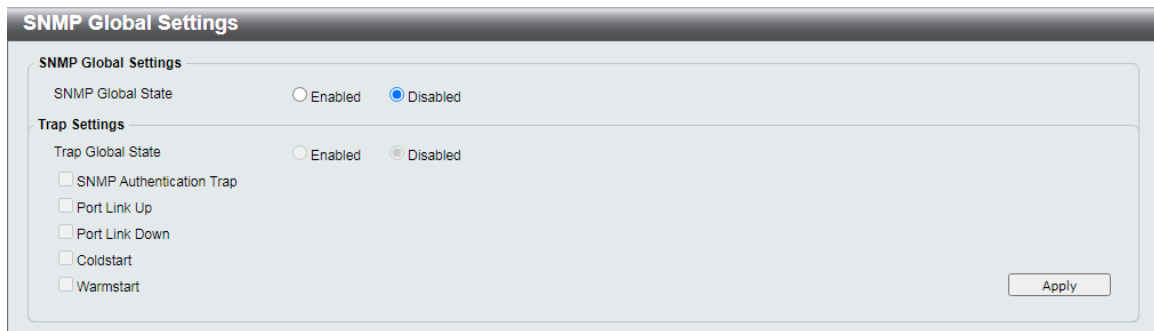 SNMP Global Settings
SNMP Global Settings
SNMP Global State Enabled Disabled
Trap Settings
Trap Global State Enabled Disabled
SNMP Authentication Trap
Port Link Up
Port Link Down
Coldstart
Warmstart
Apply